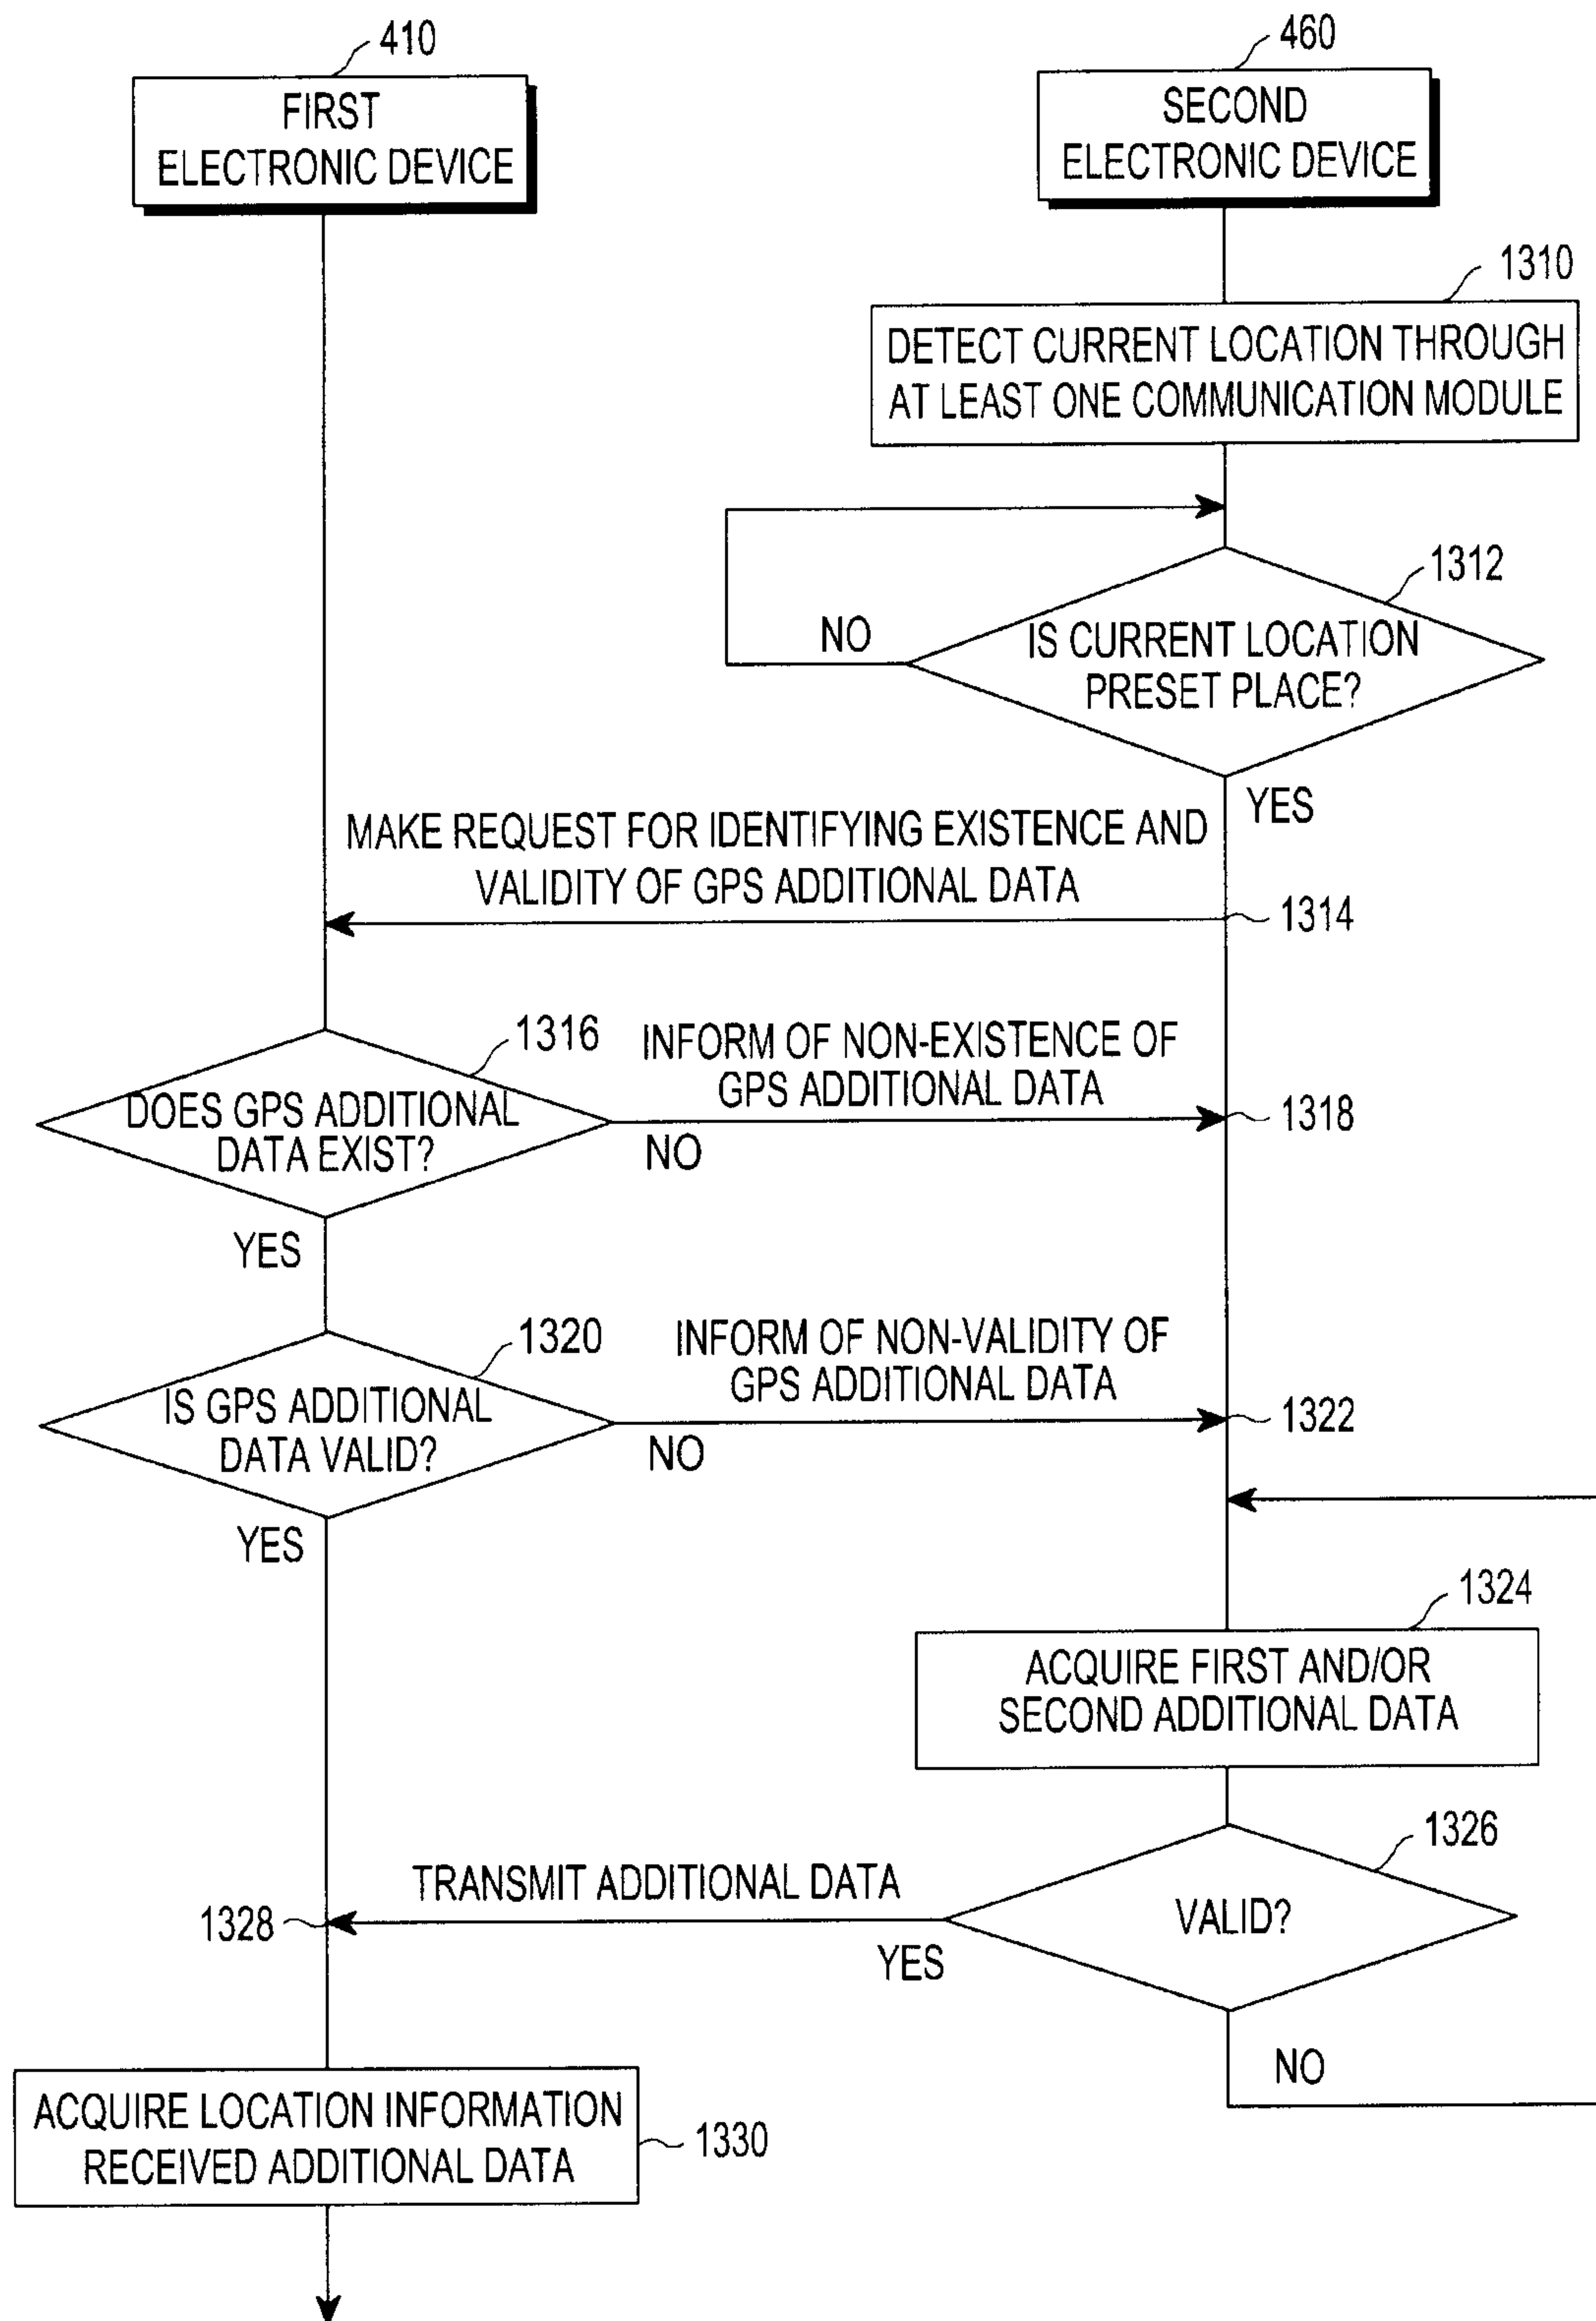 410
FIRST
ELECTRONIC DEVICE
460
SECOND
ELECTRONIC DEVICE
1310
DETECT CURRENT LOCATION THROUGH
AT LEAST ONE COMMUNICATION MODULE
1312
NO
IS CURRENT LOCATION
PRESET PLACE?
YES
MAKE REQUEST FOR IDENTIFYING EXISTENCE AND
VALIDITY OF GPS ADDITIONAL DATA
1314
1316
DOES GPS ADDITIONAL
DATA EXIST?
INFORM OF NON-EXISTENCE OF
GPS ADDITIONAL DATA
1318
NO
YES
1320
IS GPS ADDITIONAL
DATA VALID?
INFORM OF NON-VALIDITY OF
GPS ADDITIONAL DATA
1322
NO
YES
1324
ACQUIRE FIRST AND/OR
SECOND ADDITIONAL DATA
1326
VALID?
TRANSMIT ADDITIONAL DATA
1328
YES
NO
ACQUIRE LOCATION INFORMATION
RECEIVED ADDITIONAL DATA
1330